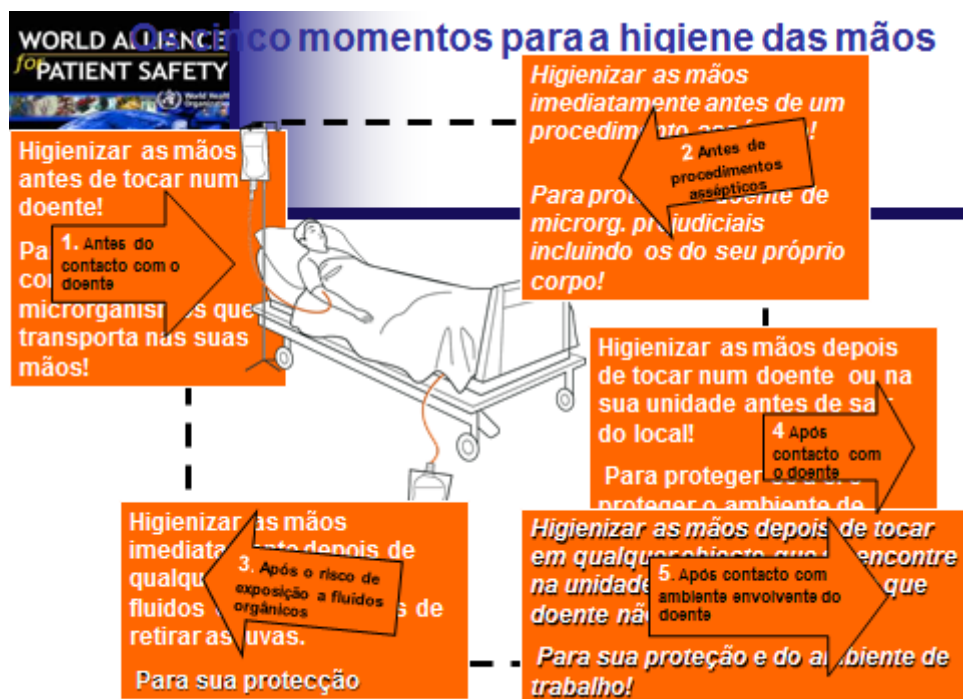 WORLD ALLIANCE
for PATIENT SAFETY
World Health
Organization
Os cinco momentos para a higiene das mãos
Higienizar as mãos
antes de tocar num
doente!
microrganismos que
transporta nas suas
mãos!
1. Antes do
contacto com o
doente
Higienizar as mãos
imediatamente antes de um
procedimento
Para doente de
microrg. prejudiciais
incluindo os do seu próprio
corpo!
2 Antes de
procedimentos
assépticos
Higienizar as mãos depois
de tocar num doente ou na
sua unidade antes de sair
do local!
Para proteger
proteger o ambiente de
4 Após
contacto com
o doente
Higienizar as mãos
imediatamente depois de
fluidos de
retirar as luvas.
Para sua protecção
3. Após o risco de
exposição a fluidos
orgânicos
Higienizar as mãos depois de tocar
em qualquer objecto que encontre
na unidade que
doente
Para sua proteção e do ambiente de
trabalho!
5. Após contacto com
ambiente envolvente do
doente